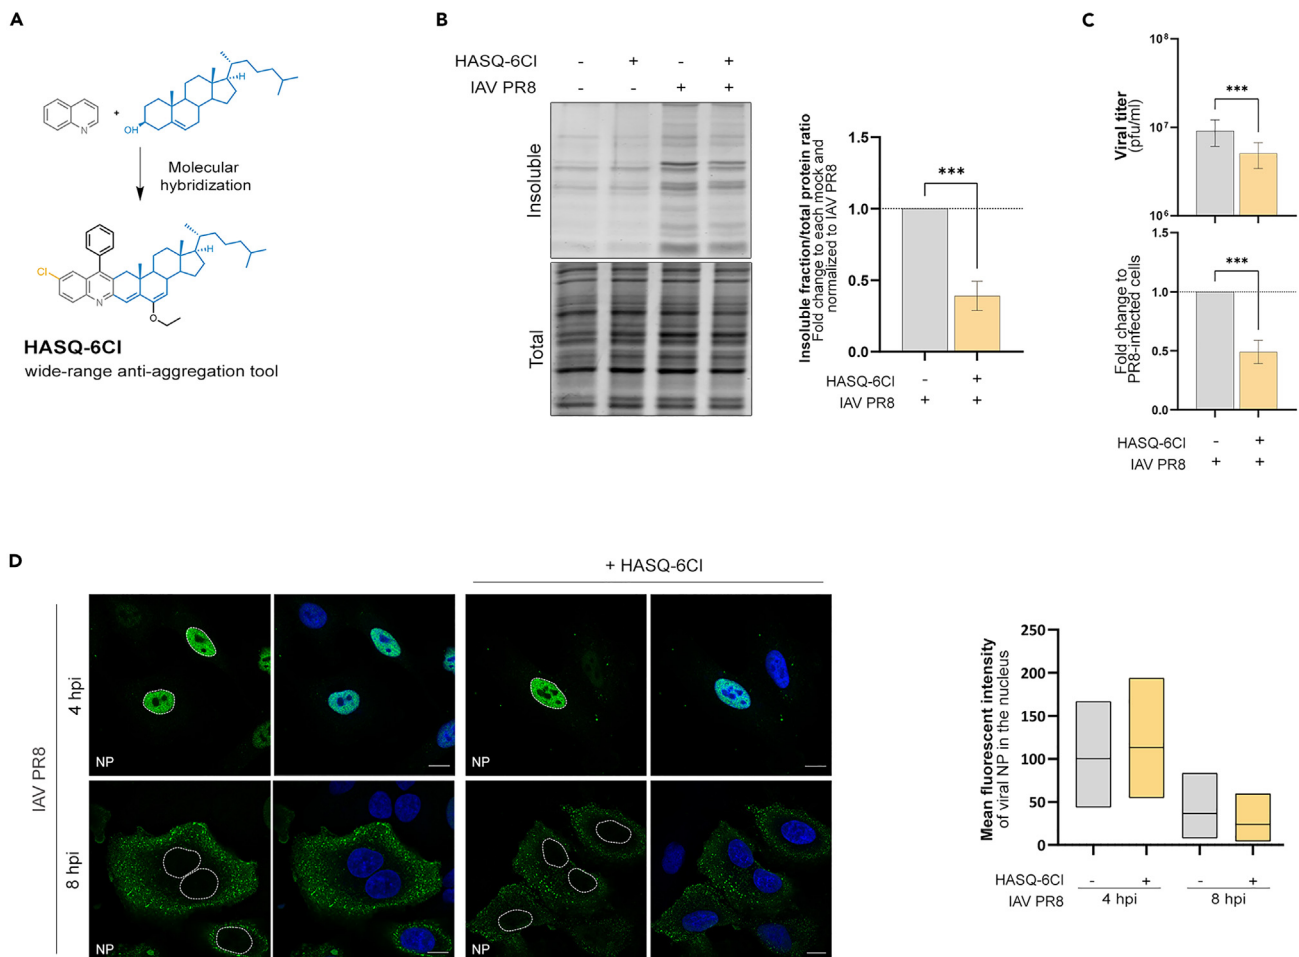 A
OH
N
+
H
Molecular
hybridization
Cl
N
H
O
HASQ-6Cl
wide-range anti-aggregation tool
B
HASQ-6Cl - + - +
IAV PR8 - - + +
Insoluble
Total
Insoluble fraction/total protein ratio
Fold change to each mock and
normalized to IAV PR8
1.5
1.0
0.5
0.0
***
HASQ-6Cl - +
IAV PR8 + +
C
Viral titer
(pfu/ml)
10⁸
10⁷
10⁶
***
Fold change to
PR8-infected cells
1.5
1.0
0.5
0.0
***
HASQ-6Cl - +
IAV PR8 + +
D
+ HASQ-6Cl
IAV PR8
4 hpi
NP
NP
8 hpi
NP
NP
Mean fluorescent intensity
of viral NP in the nucleus
250
200
150
100
50
0
HASQ-6Cl - + - +
IAV PR8 4 hpi 8 hpi